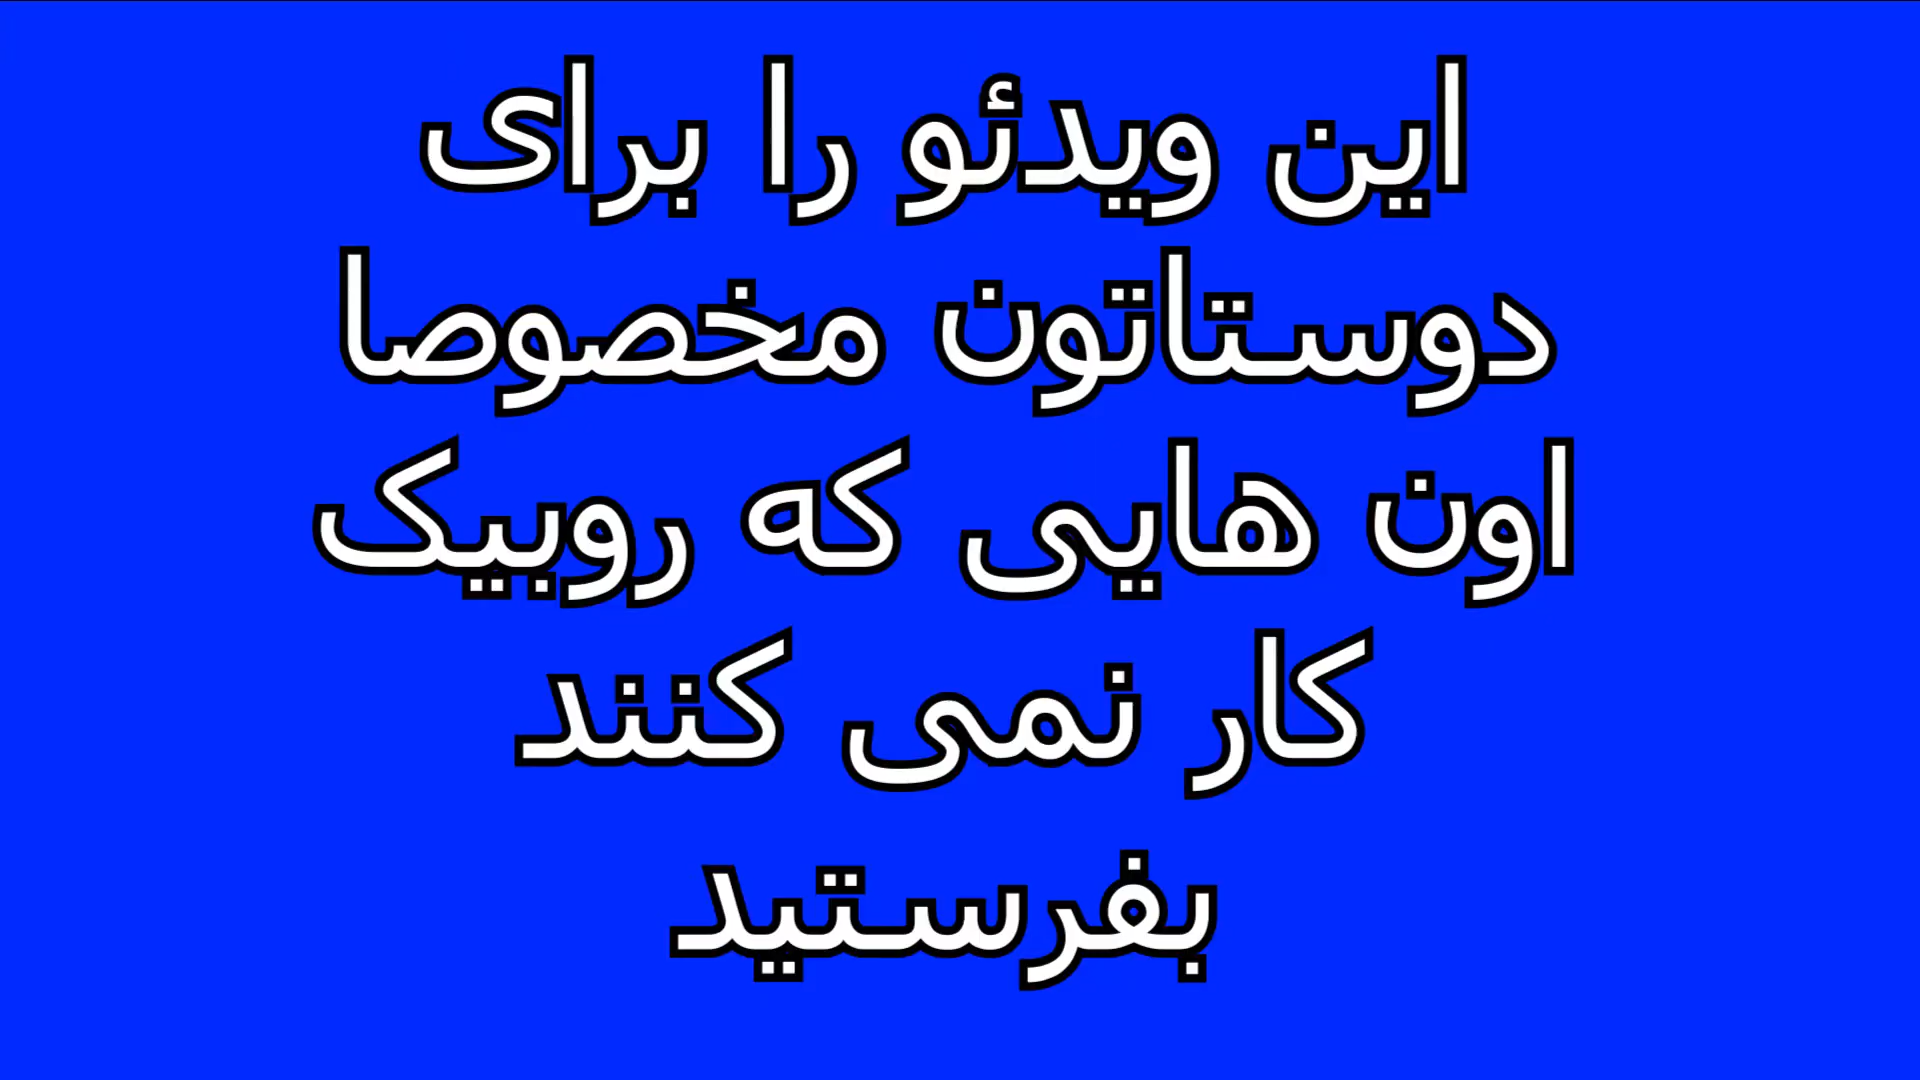 این ویدئو را برای
دوستاتون مخصوصا
اون هایی که روبیک
کار نمی کنند
بفرستید